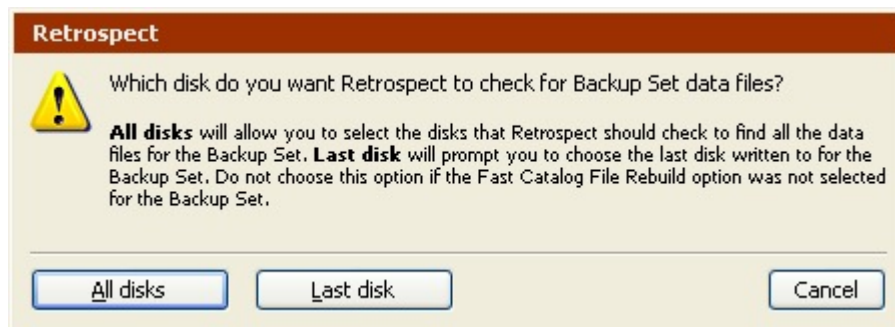 Retrospect
Which disk do you want Retrospect to check for Backup Set data files?
All disks will allow you to select the disks that Retrospect should check to find all the data
files for the Backup Set. Last disk will prompt you to choose the last disk written to for the
Backup Set. Do not choose this option if the Fast Catalog File Rebuild option was not selected
for the Backup Set.
All disks
Last disk
Cancel